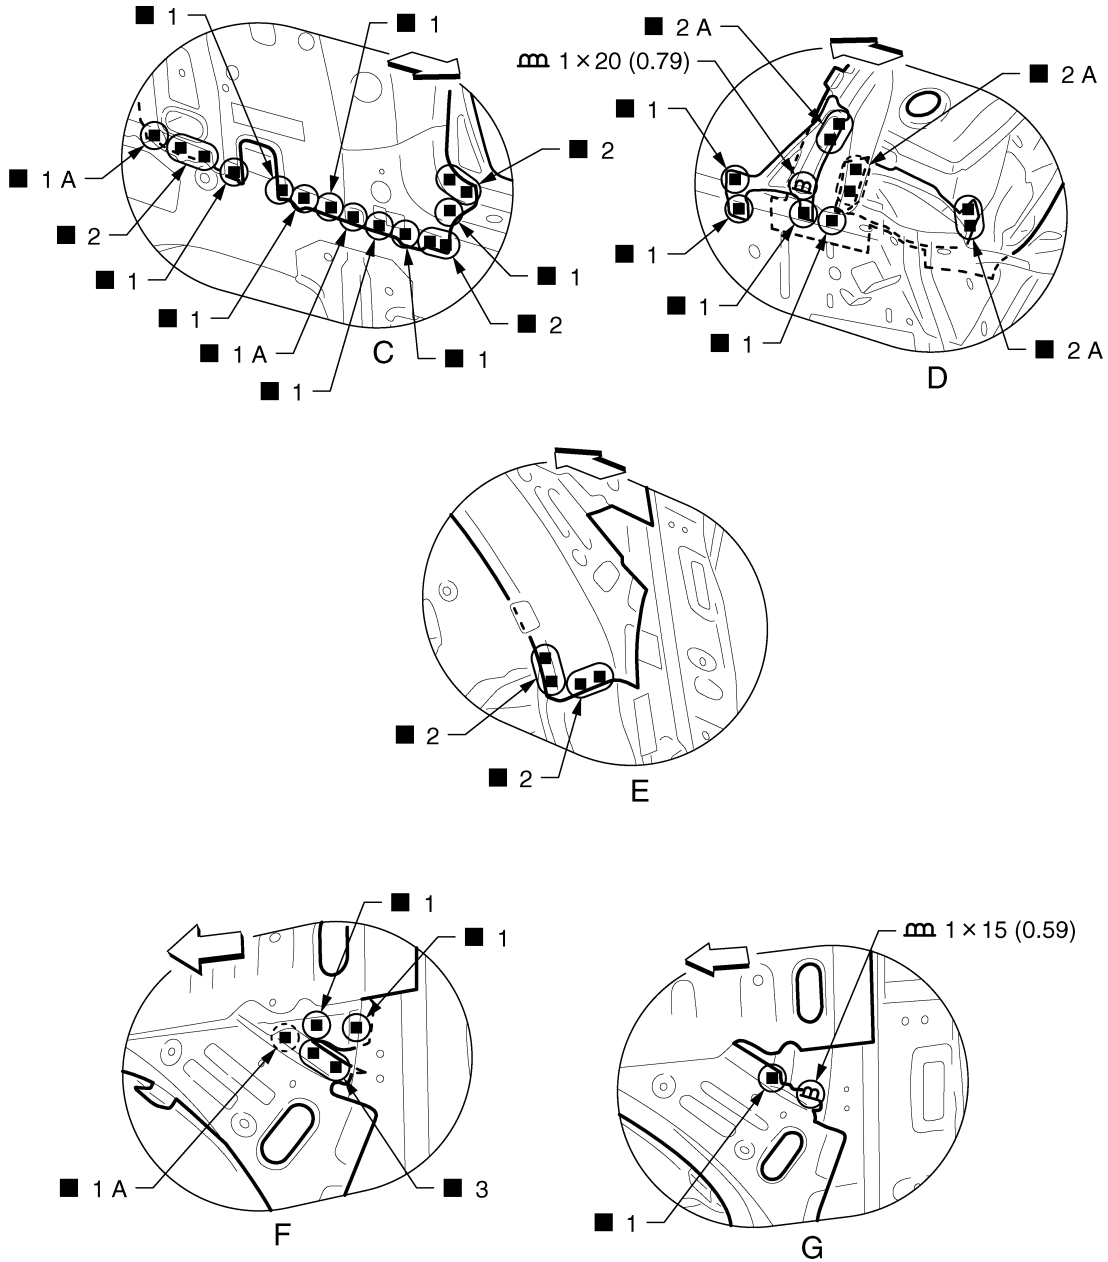 ■ 1
■ 1
■ 1 A
■ 2
■ 1
■ 1
■ 1 A
■ 1
■ 2
■ 1
■ 2
■ 1
C
■ 2 A
1×20 (0.79)
■ 2 A
■ 1
■ 1
■ 1
■ 1
■ 2 A
D
■ 2
■ 2
E
■ 1
■ 1
■ 1 A
■ 3
F
1×15 (0.59)
■ 1
G